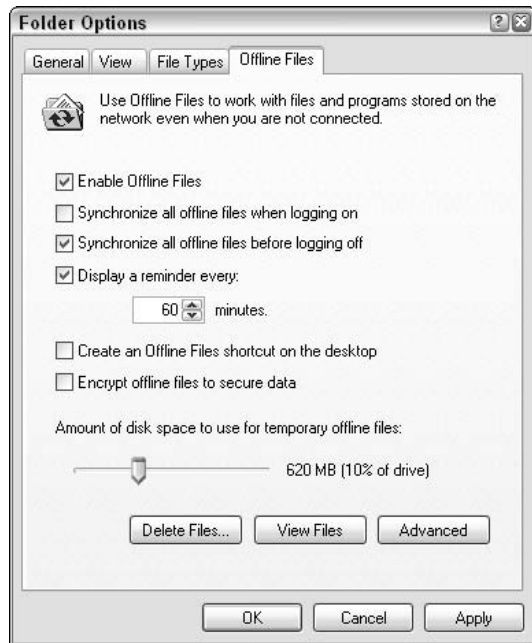 Folder Options
General View File Types Offline Files
Use Offline Files to work with files and programs stored on the
network even when you are not connected.
Enable Offline Files
Synchronize all offline files when logging on
Synchronize all offline files before logging off
Display a reminder every:
60 minutes.
Create an Offline Files shortcut on the desktop
Encrypt offline files to secure data
Amount of disk space to use for temporary offline files:
620 MB (10% of drive)
Delete Files... View Files Advanced
OK Cancel Apply